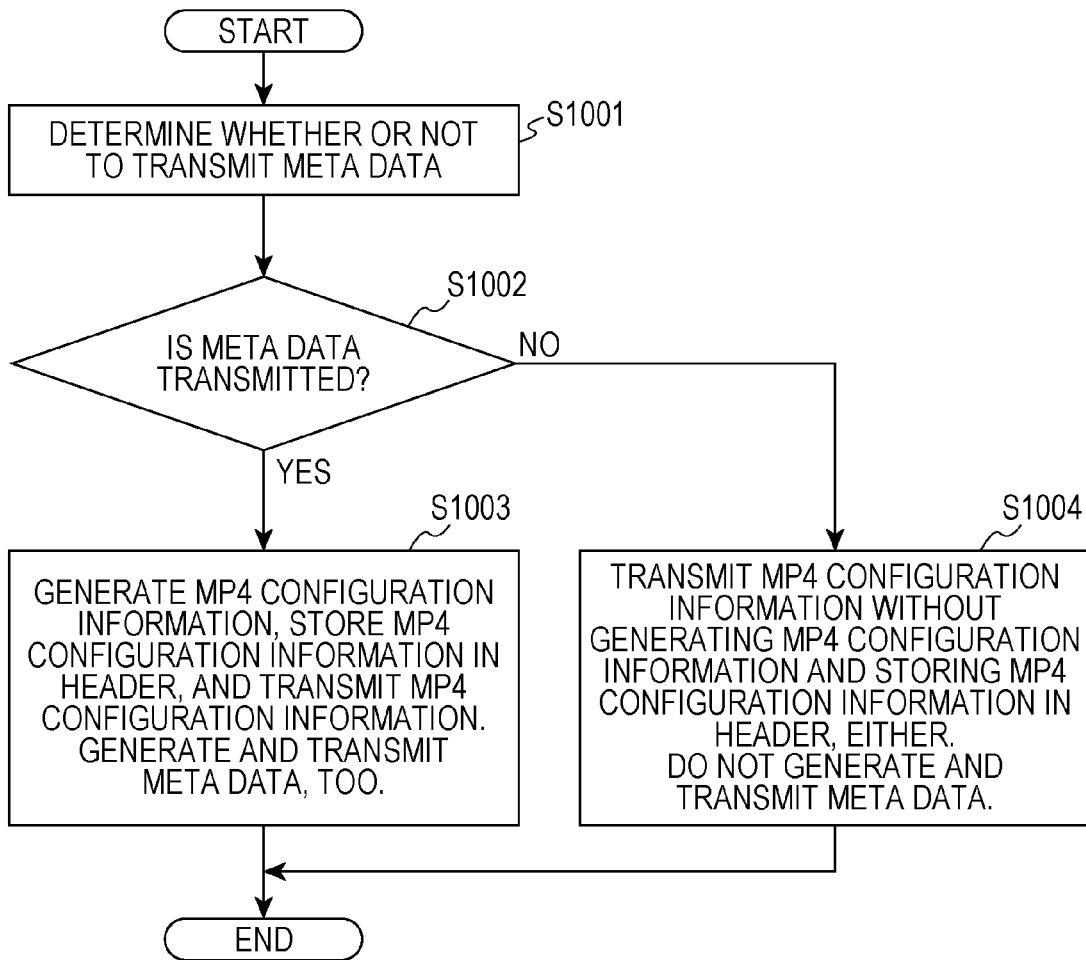 START
S1001
DETERMINE WHETHER OR NOT
TO TRANSMIT META DATA
S1002
IS META DATA
TRANSMITTED?
NO
YES
S1003
GENERATE MP4 CONFIGURATION
INFORMATION, STORE MP4
CONFIGURATION INFORMATION IN
HEADER, AND TRANSMIT MP4
CONFIGURATION INFORMATION.
GENERATE AND TRANSMIT
META DATA, TOO.
S1004
TRANSMIT MP4 CONFIGURATION
INFORMATION WITHOUT
GENERATING MP4 CONFIGURATION
INFORMATION AND STORING MP4
CONFIGURATION INFORMATION IN
HEADER, EITHER.
DO NOT GENERATE AND
TRANSMIT META DATA.
END